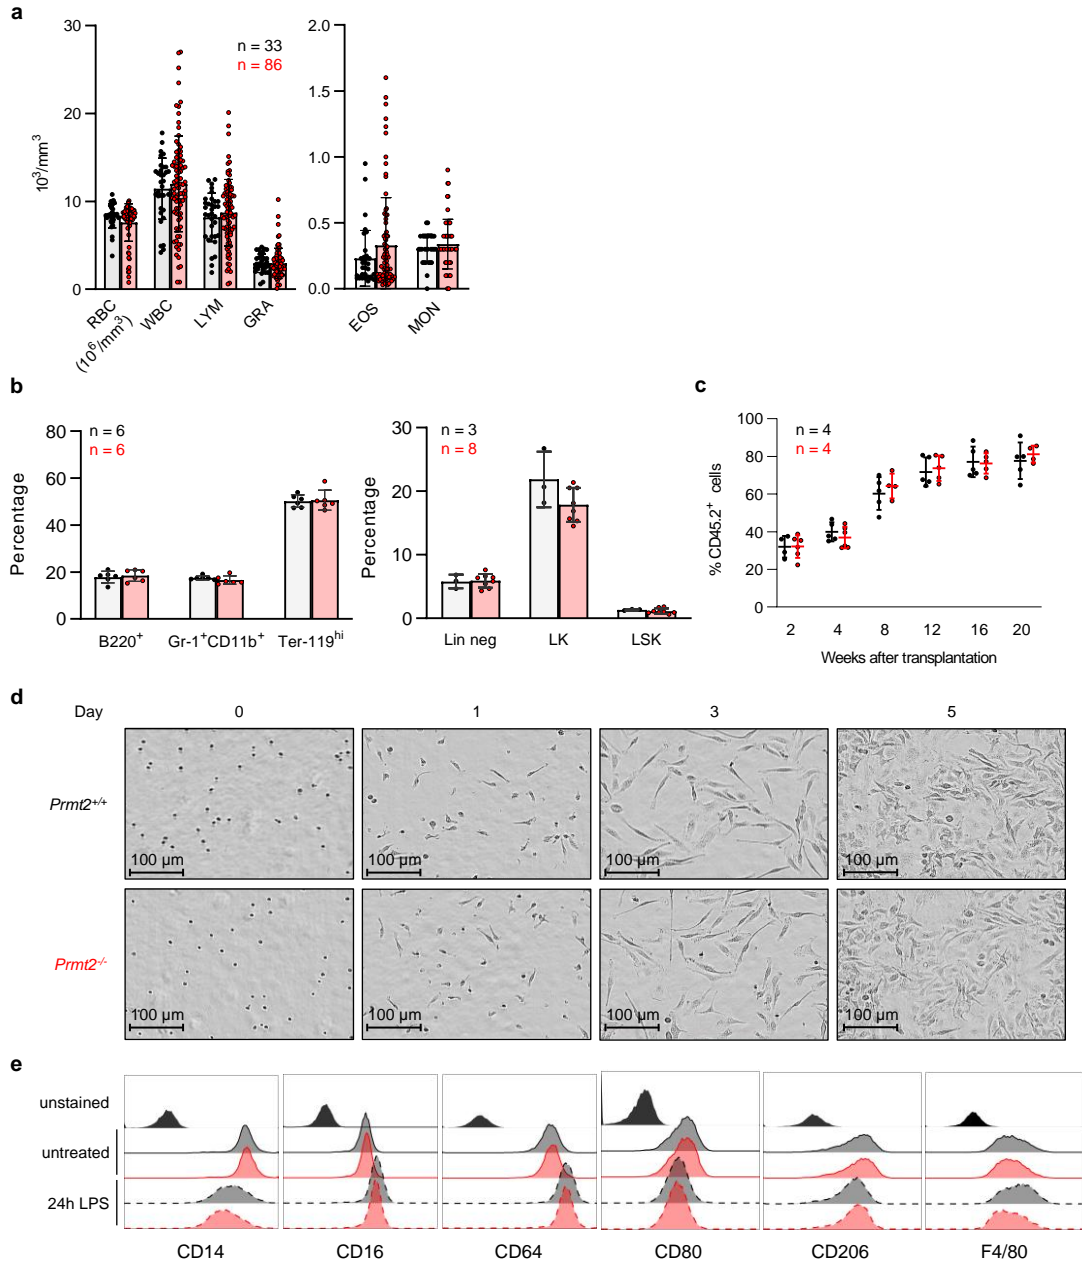 a
30
20
10
0
10³/mm³
n = 33
n = 86
RBC
(10⁶/mm³)
WBC
LYM
GRA
2.0
1.5
1.0
0.5
0.0
EOS
MON
b
80
60
40
20
0
Percentage
n = 6
n = 6
B220⁺
Gr-1⁺CD11b⁺
Ter-119ʰⁱ
30
20
10
0
Percentage
n = 3
n = 8
Lin neg
LK
LSK
c
100
80
60
40
20
0
% CD45.2⁺ cells
n = 4
n = 4
2
4
8
12
16
20
Weeks after transplantation
d
Day
0
1
3
5
Prmt2⁺/⁺
100 µm
100 µm
100 µm
100 µm
Prmt2⁻/⁻
100 µm
100 µm
100 µm
100 µm
e
unstained
untreated
24h LPS
CD14
CD16
CD64
CD80
CD206
F4/80